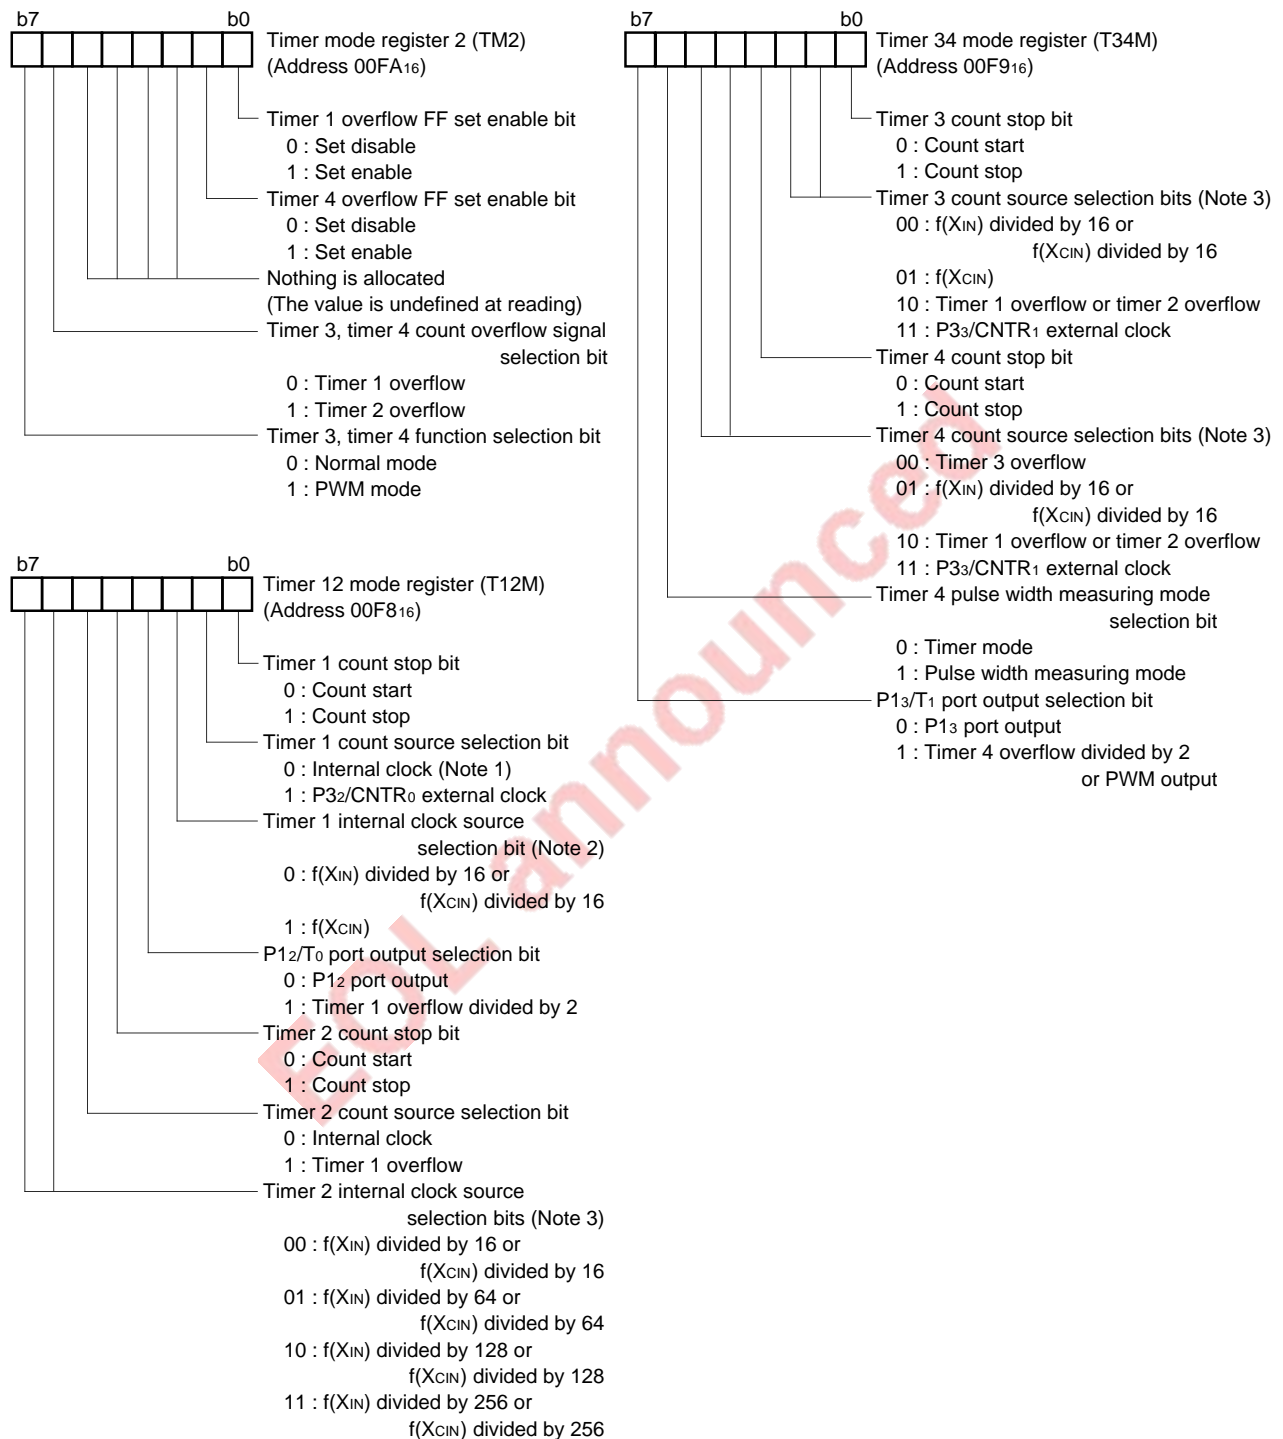 b7 b0
Timer mode register 2 (TM2)
(Address 00FA16)
Timer 1 overflow FF set enable bit
0 : Set disable
1 : Set enable
Timer 4 overflow FF set enable bit
0 : Set disable
1 : Set enable
Nothing is allocated
(The value is undefined at reading)
Timer 3, timer 4 count overflow signal
selection bit
0 : Timer 1 overflow
1 : Timer 2 overflow
Timer 3, timer 4 function selection bit
0 : Normal mode
1 : PWM mode
b7 b0
Timer 12 mode register (T12M)
(Address 00F816)
Timer 1 count stop bit
0 : Count start
1 : Count stop
Timer 1 count source selection bit
0 : Internal clock (Note 1)
1 : P32/CNTR0 external clock
Timer 1 internal clock source
selection bit (Note 2)
0 : f(XIN) divided by 16 or
f(XCIN) divided by 16
1 : f(XCIN)
P12/T0 port output selection bit
0 : P12 port output
1 : Timer 1 overflow divided by 2
Timer 2 count stop bit
0 : Count start
1 : Count stop
Timer 2 count source selection bit
0 : Internal clock
1 : Timer 1 overflow
Timer 2 internal clock source
selection bits (Note 3)
00 : f(XIN) divided by 16 or
f(XCIN) divided by 16
01 : f(XIN) divided by 64 or
f(XCIN) divided by 64
10 : f(XIN) divided by 128 or
f(XCIN) divided by 128
11 : f(XIN) divided by 256 or
f(XCIN) divided by 256
b7 b0
Timer 34 mode register (T34M)
(Address 00F916)
Timer 3 count stop bit
0 : Count start
1 : Count stop
Timer 3 count source selection bits (Note 3)
00 : f(XIN) divided by 16 or
f(XCIN) divided by 16
01 : f(XCIN)
10 : Timer 1 overflow or timer 2 overflow
11 : P33/CNTR1 external clock
Timer 4 count stop bit
0 : Count start
1 : Count stop
Timer 4 count source selection bits (Note 3)
00 : Timer 3 overflow
01 : f(XIN) divided by 16 or
f(XCIN) divided by 16
10 : Timer 1 overflow or timer 2 overflow
11 : P33/CNTR1 external clock
Timer 4 pulse width measuring mode
selection bit
0 : Timer mode
1 : Pulse width measuring mode
P13/T1 port output selection bit
0 : P13 port output
1 : Timer 4 overflow divided by 2
or PWM output
EOL announced